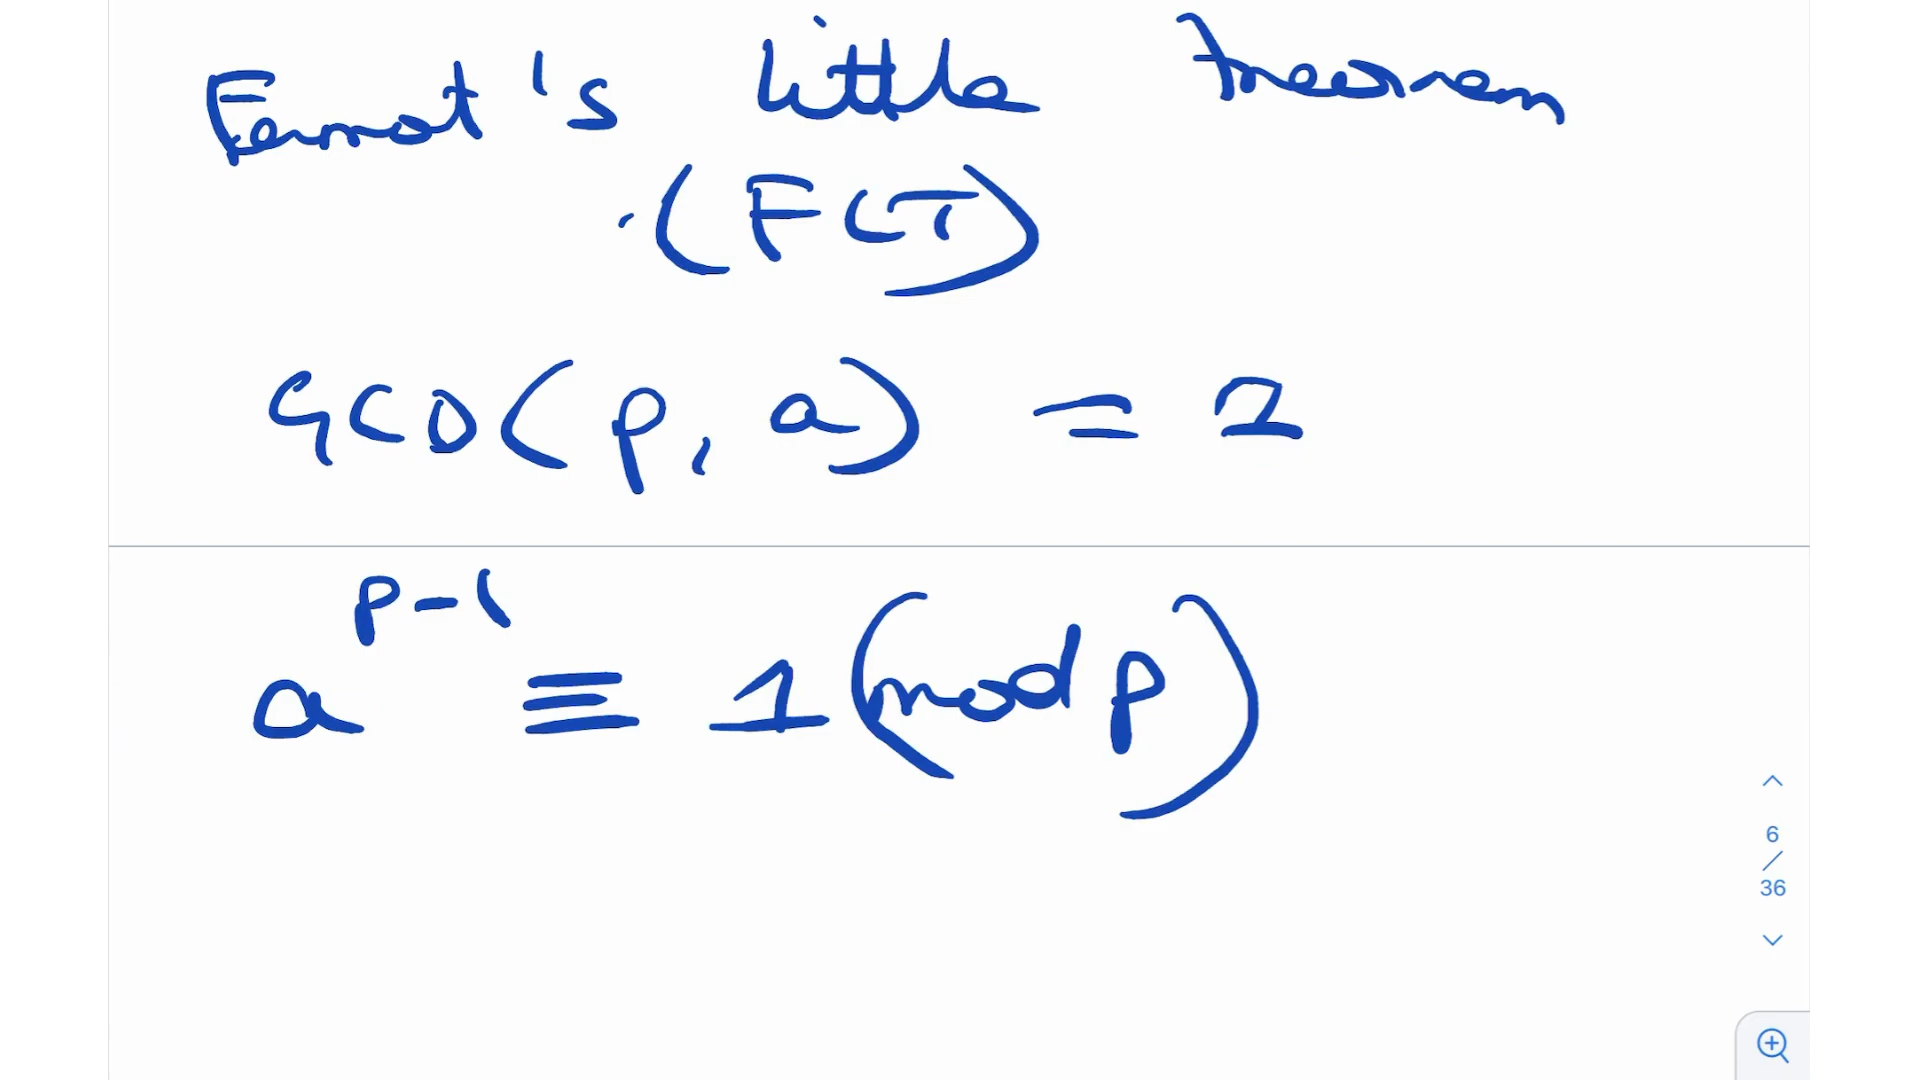 Fermat's little theorem
(FLT)
GCD(p, a) = 1
a^{p-1} ≡ 1 (mod p)
6
/
36